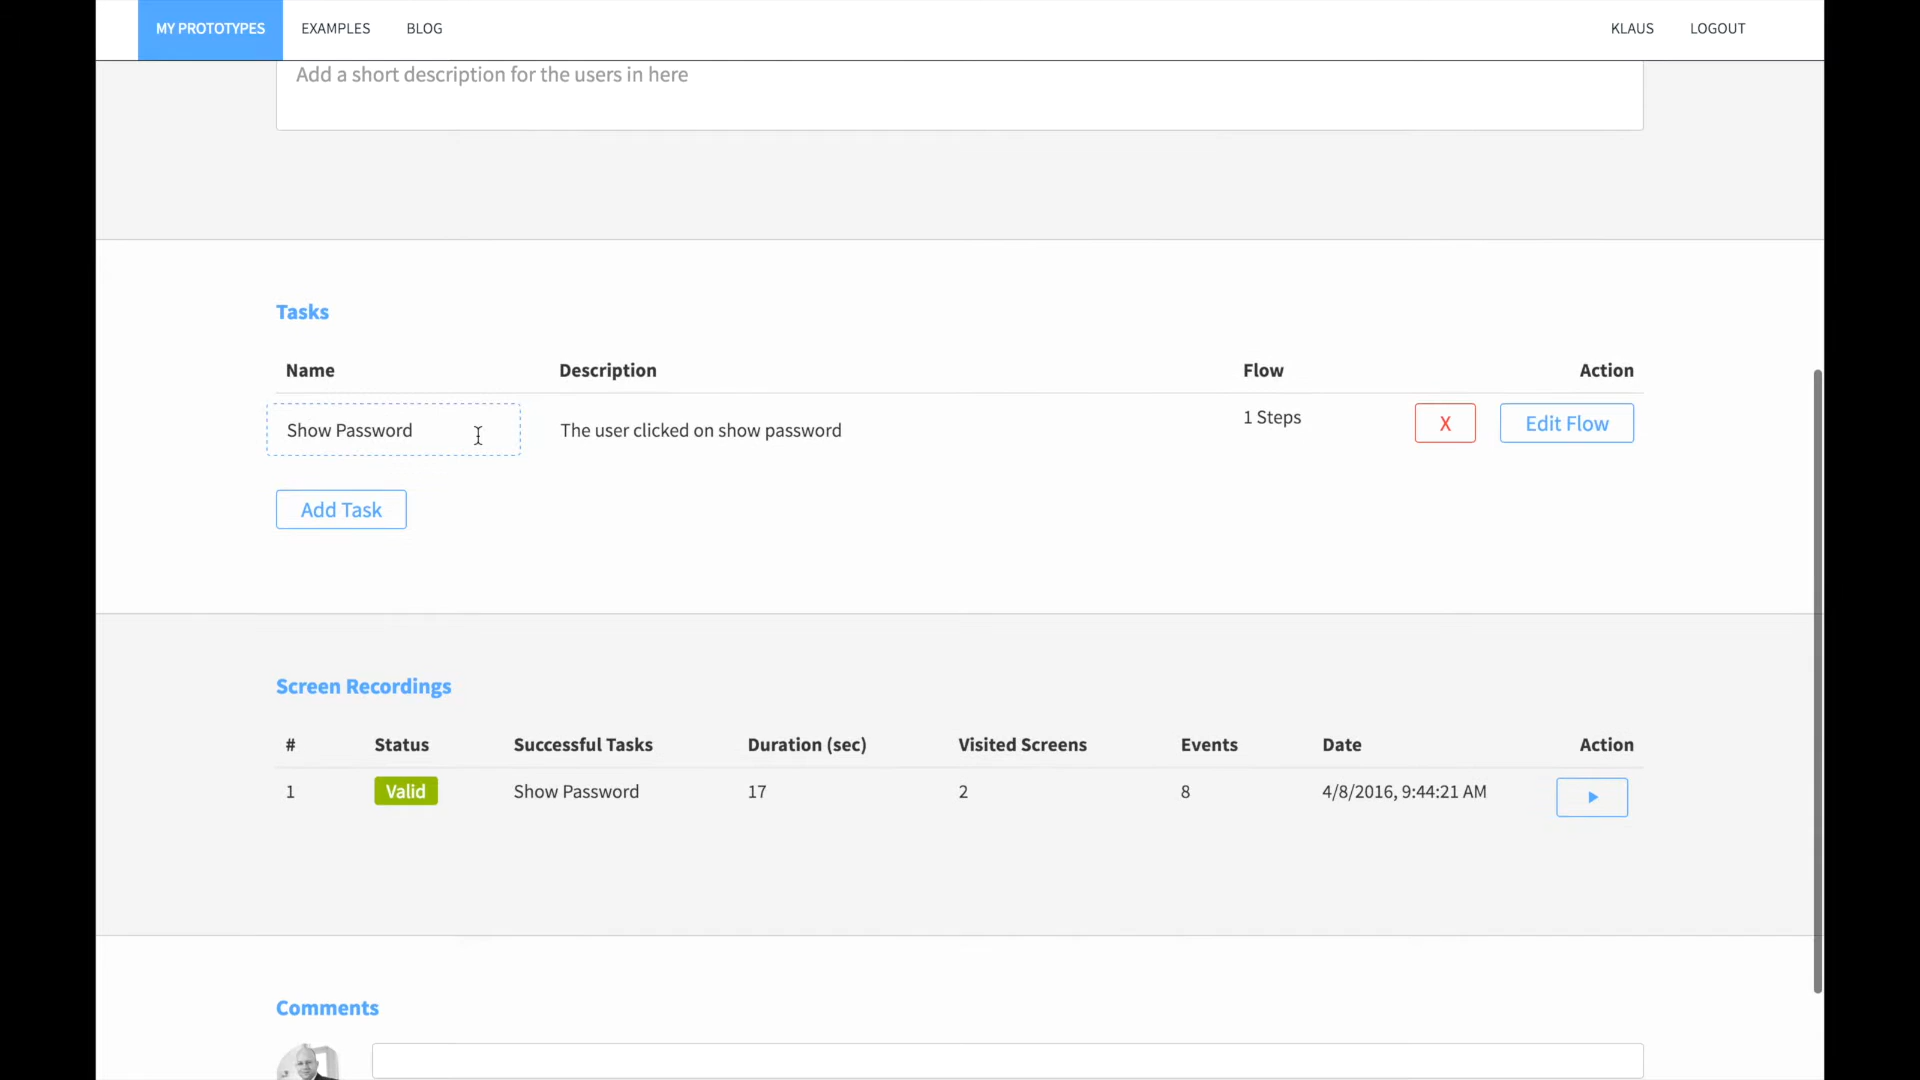 MY PROTOTYPES EXAMPLES BLOG KLAUS LOGOUT
Add a short description for the users in here
Tasks
Name Description Flow Action
Show Password The user clicked on show password 1 Steps X Edit Flow
Add Task
Screen Recordings
# Status Successful Tasks Duration (sec) Visited Screens Events Date Action
1 Valid Show Password 17 2 8 4/8/2016, 9:44:21 AM
Comments